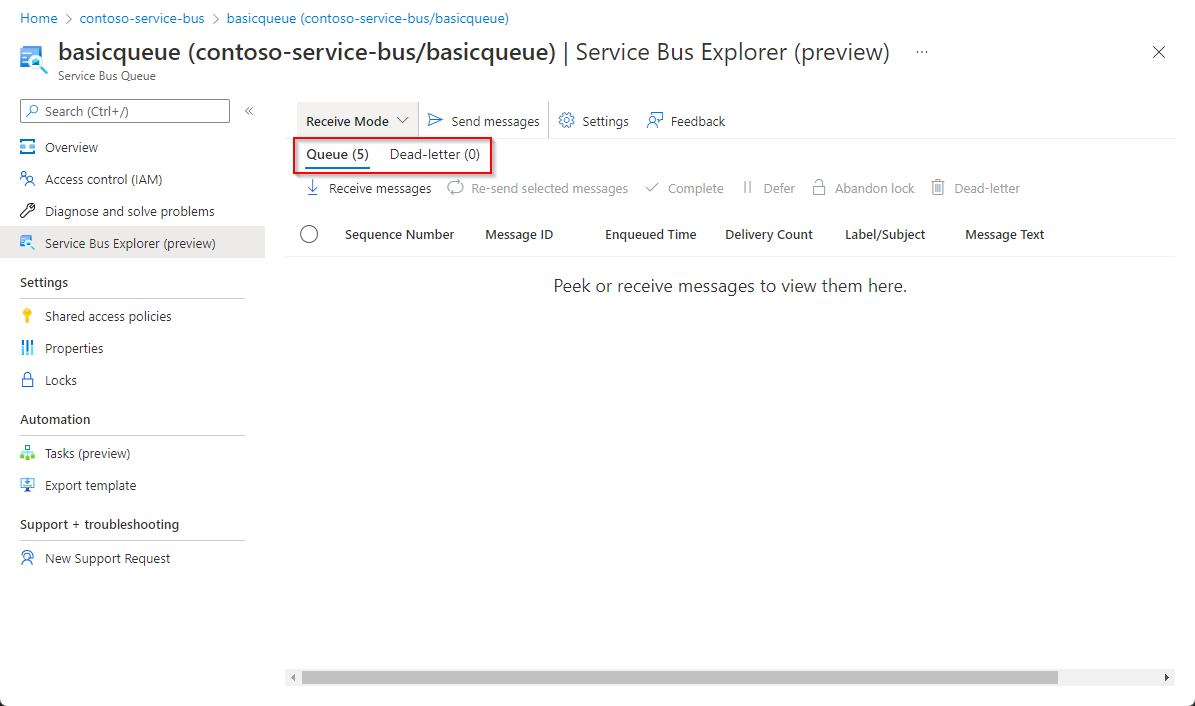 Home > contoso-service-bus > basicqueue (contoso-service-bus/basicqueue)
basicqueue (contoso-service-bus/basicqueue) | Service Bus Explorer (preview) ...
Service Bus Queue
Search (Ctrl+/) «
Overview
Access control (IAM)
Diagnose and solve problems
Service Bus Explorer (preview)
Settings
Shared access policies
Properties
Locks
Automation
Tasks (preview)
Export template
Support + troubleshooting
New Support Request
Receive Mode Send messages Settings Feedback
Queue (5) Dead-letter (0)
Receive messages Re-send selected messages Complete Defer Abandon lock Dead-letter
Sequence Number Message ID Enqueued Time Delivery Count Label/Subject Message Text
Peek or receive messages to view them here.